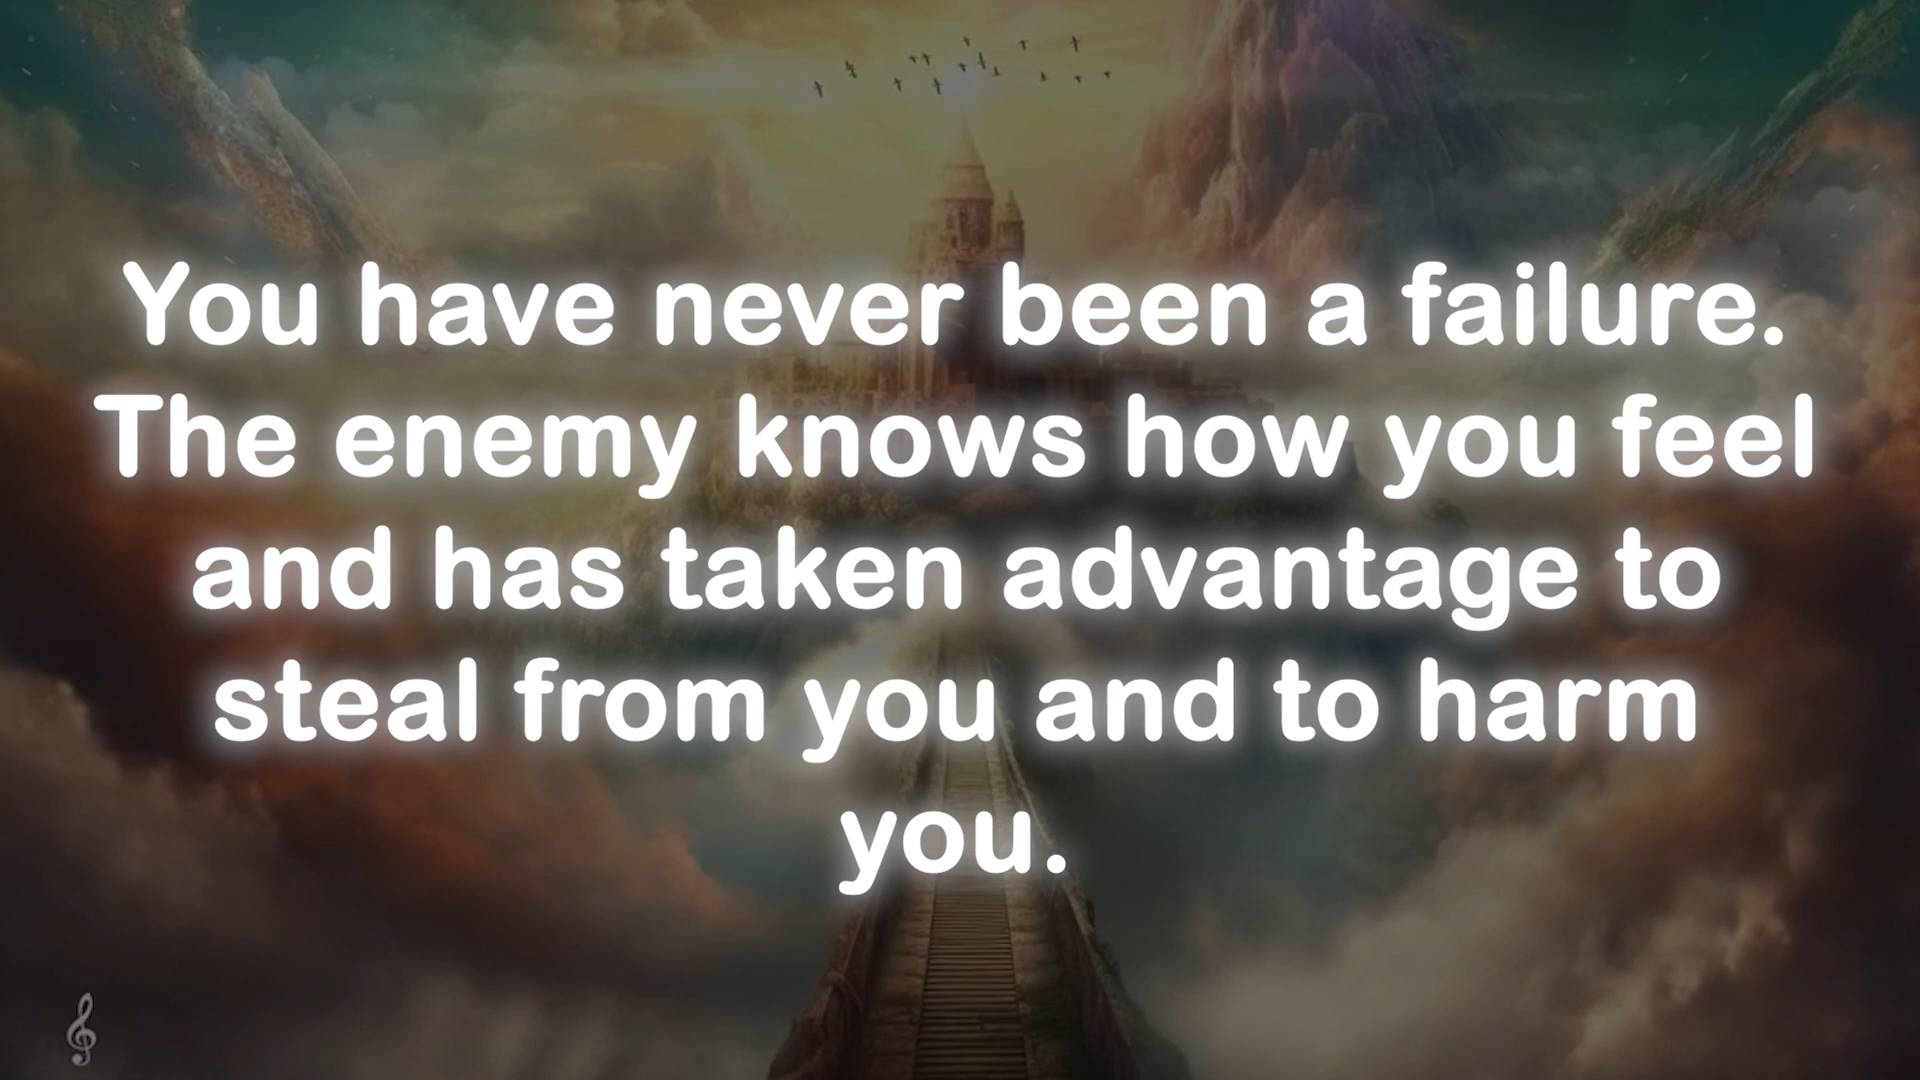 You have never been a failure.
The enemy knows how you feel
and has taken advantage to
steal from you and to harm
you.